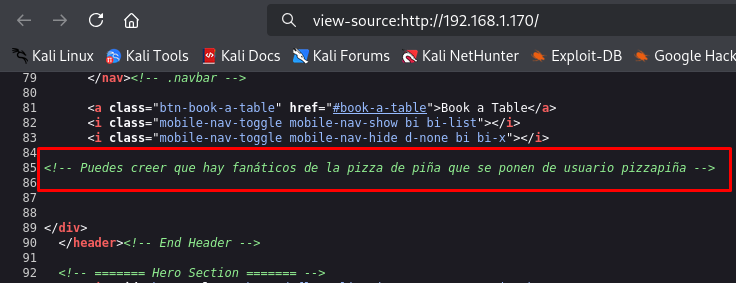 view-source:http://192.168.1.170/
Kali Linux Kali Tools Kali Docs Kali Forums Kali NetHunter Exploit-DB Google Hack
79 </nav><!-- .navbar -->
80
81 <a class="btn-book-a-table" href="#book-a-table">Book a Table</a>
82 <i class="mobile-nav-toggle mobile-nav-show bi bi-list"></i>
83 <i class="mobile-nav-toggle mobile-nav-hide d-none bi bi-x"></i>
84
85 <!-- Puedes creer que hay fanáticos de la pizza de piña que se ponen de usuario pizzapiña -->
86
87
88
89 </div>
90 </header><!-- End Header -->
91
92 <!-- ======= Hero Section ======= -->